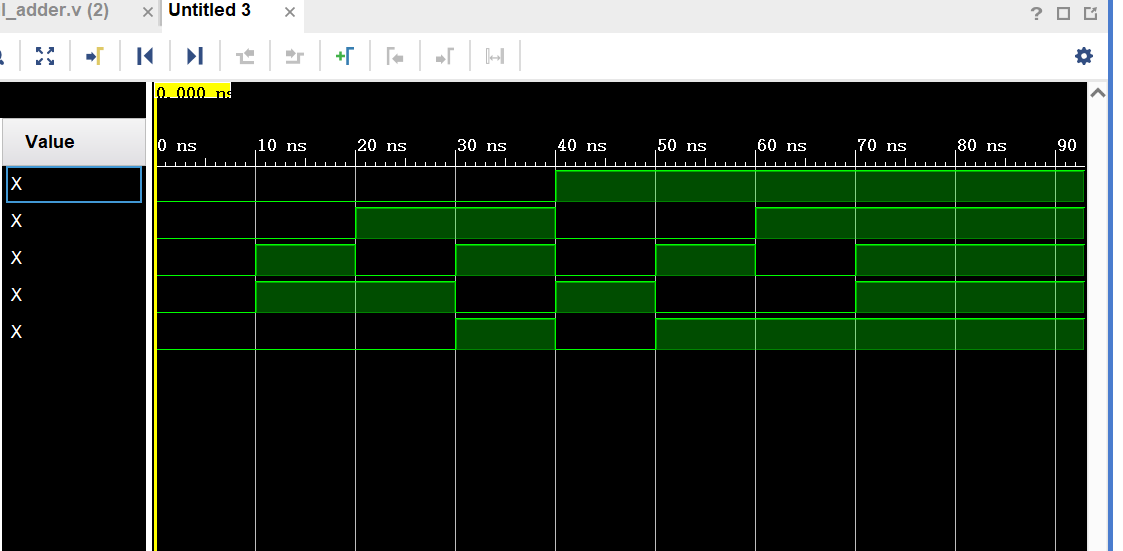 l_adder.v (2) × Untitled 3 ×
?
0.000 ns
Value
0 ns 10 ns 20 ns 30 ns 40 ns 50 ns 60 ns 70 ns 80 ns 90
X
X
X
X
X